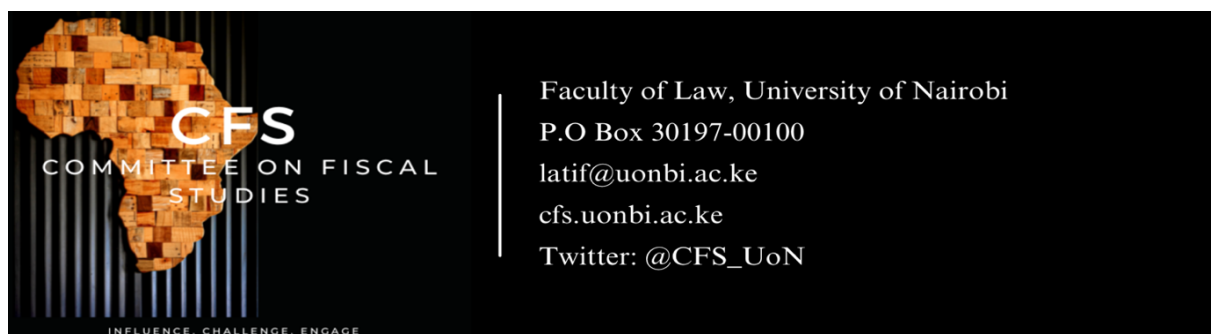 CFS
COMMITTEE ON FISCAL
STUDIES
INFLUENCE. CHALLENGE. ENGAGE
Faculty of Law, University of Nairobi
P.O Box 30197-00100
latif@uonbi.ac.ke
cfs.uonbi.ac.ke
Twitter: @CFS_UoN